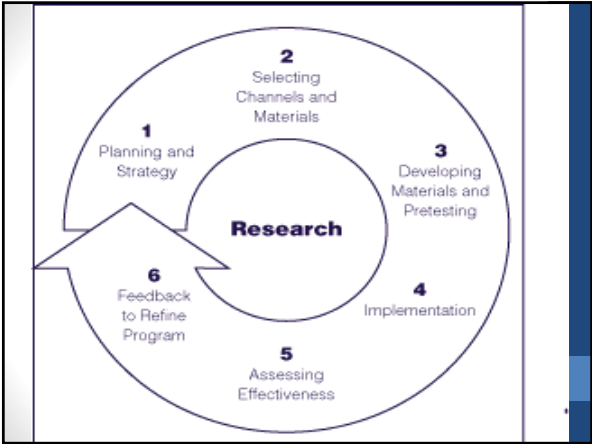 1
Planning and
Strategy
2
Selecting
Channels and
Materials
3
Developing
Materials and
Pretesting
4
Implementation
5
Assessing
Effectiveness
6
Feedback
to Refine
Program
Research